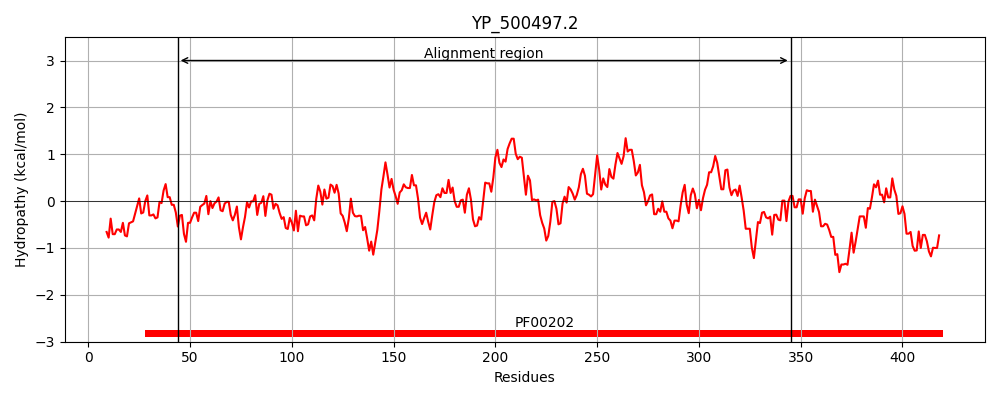 YP_500497.2
Hydropathy (kcal/mol)
3
2
1
0
−1
−2
−3
Alignment region
PF00202
0 50 100 150 200 250 300 350 400
Residues